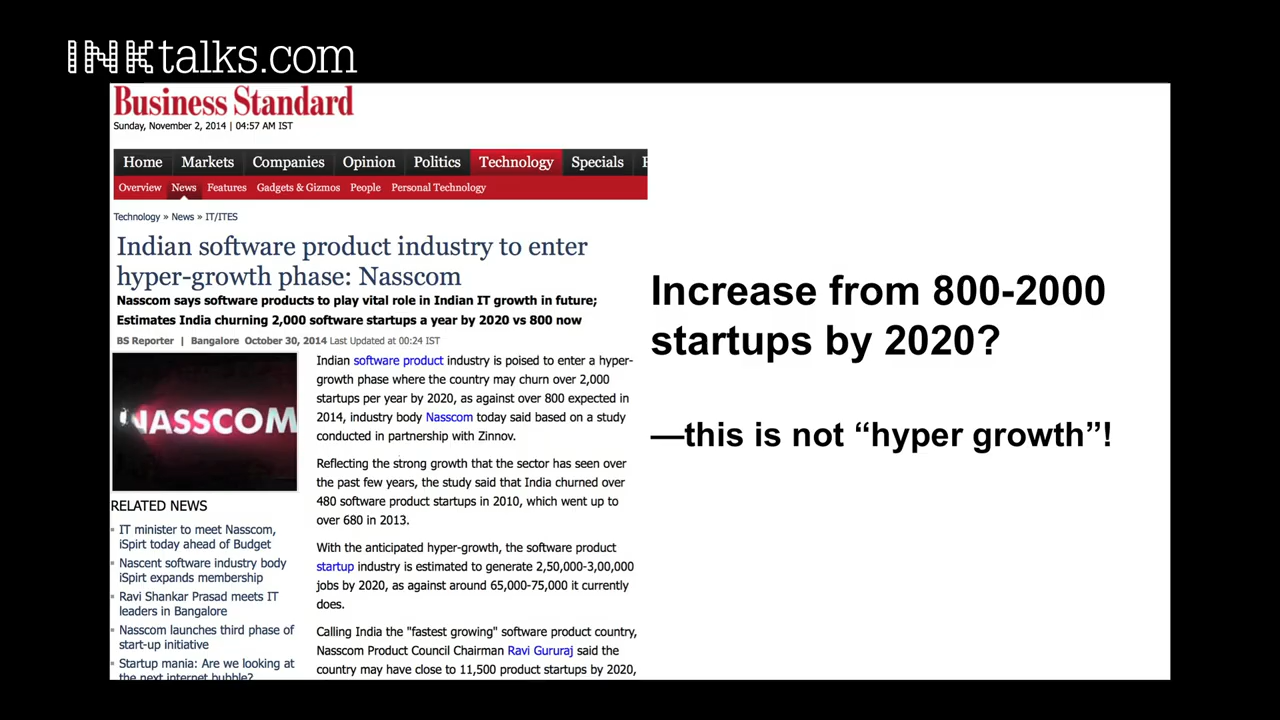 INKtalks.com
Business Standard
Sunday, November 2, 2014 | 04:57 AM IST
Home Markets Companies Opinion Politics Technology Specials
Overview News Features Gadgets & Gizmos People Personal Technology
Technology » News » IT/ITES
Indian software product industry to enter
hyper-growth phase: Nasscom
Nasscom says software products to play vital role in Indian IT growth in future;
Estimates India churning 2,000 software startups a year by 2020 vs 800 now
BS Reporter | Bangalore October 30, 2014 Last Updated at 00:24 IST
NASSCOM
Indian software product industry is poised to enter a hyper-
growth phase where the country may churn over 2,000
startups per year by 2020, as against over 800 expected in
2014, industry body Nasscom today said based on a study
conducted in partnership with Zinnov.
Reflecting the strong growth that the sector has seen over
the past few years, the study said that India churned over
480 software product startups in 2010, which went up to
over 680 in 2013.
With the anticipated hyper-growth, the software product
startup industry is estimated to generate 2,50,000-3,00,000
jobs by 2020, as against around 65,000-75,000 it currently
does.
Calling India the "fastest growing" software product country,
Nasscom Product Council Chairman Ravi Gururaj said the
country may have close to 11,500 product startups by 2020,
RELATED NEWS
IT minister to meet Nasscom,
iSpirt today ahead of Budget
Nascent software industry body
iSpirt expands membership
Ravi Shankar Prasad meets IT
leaders in Bangalore
Nasscom launches third phase of
start-up initiative
Startup mania: Are we looking at
the next internet bubble?
Increase from 800-2000
startups by 2020?
—this is not “hyper growth”!